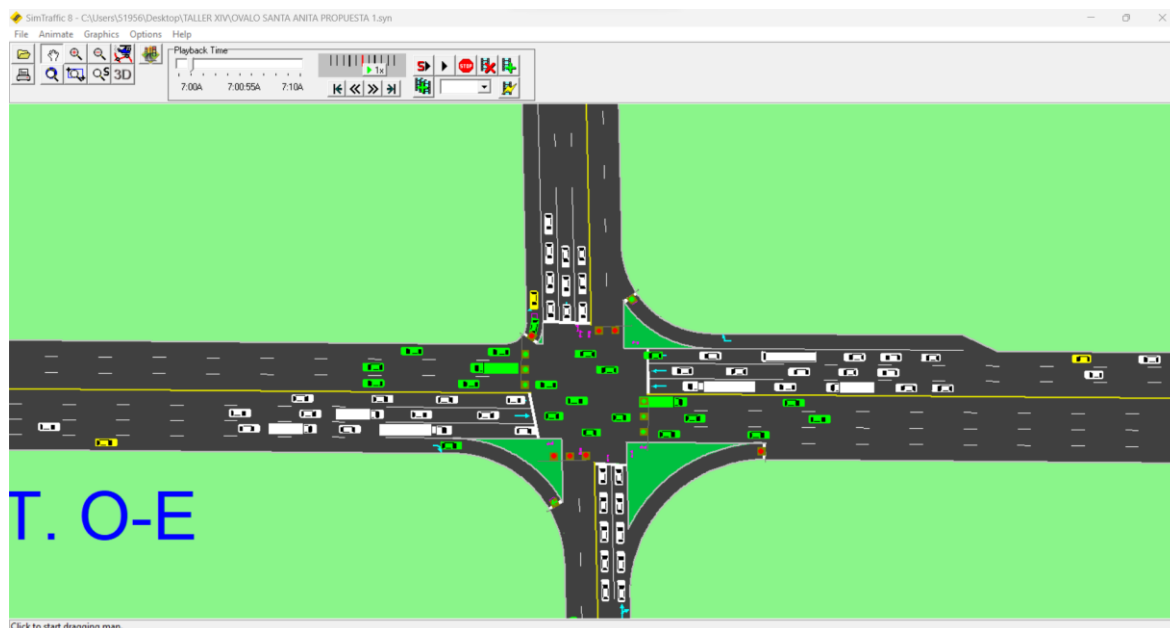 SimTraffic 8 - C:\Users\51956\Desktop\TALLER XIV\OVALO SANTA ANITA PROPUESTA 1.syn
File Animate Graphics Options Help
Playback Time
1x
S
STOP
S
3D
7:00A 7:00:55A 7:10A
T. O-E
Click to start dragging map